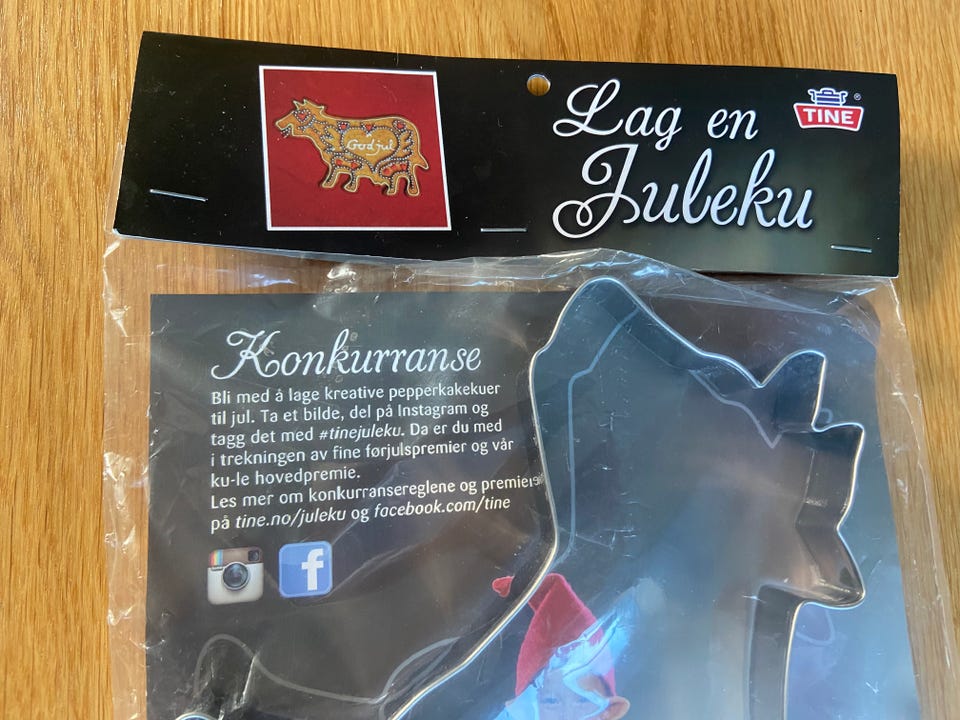 Lag en
Juleku
TINE
®
God jul
Konkurranse
Bli med å lage kreative pepperkakekuer
til jul. Ta et bilde, del på Instagram og
tagg det med #tinejuleku. Da er du med
i trekningen av fine førjulspremier og vår
ku-le hovedpremie.
Les mer om konkurransereglene og premier
på tine.no/juleku og facebook.com/tine
f